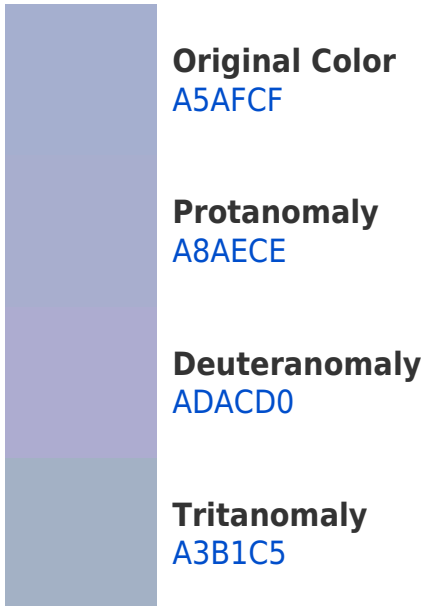 Original Color
A5AFCF
Protanomaly
A8AECE
Deuteranomaly
ADACD0
Tritanomaly
A3B1C5